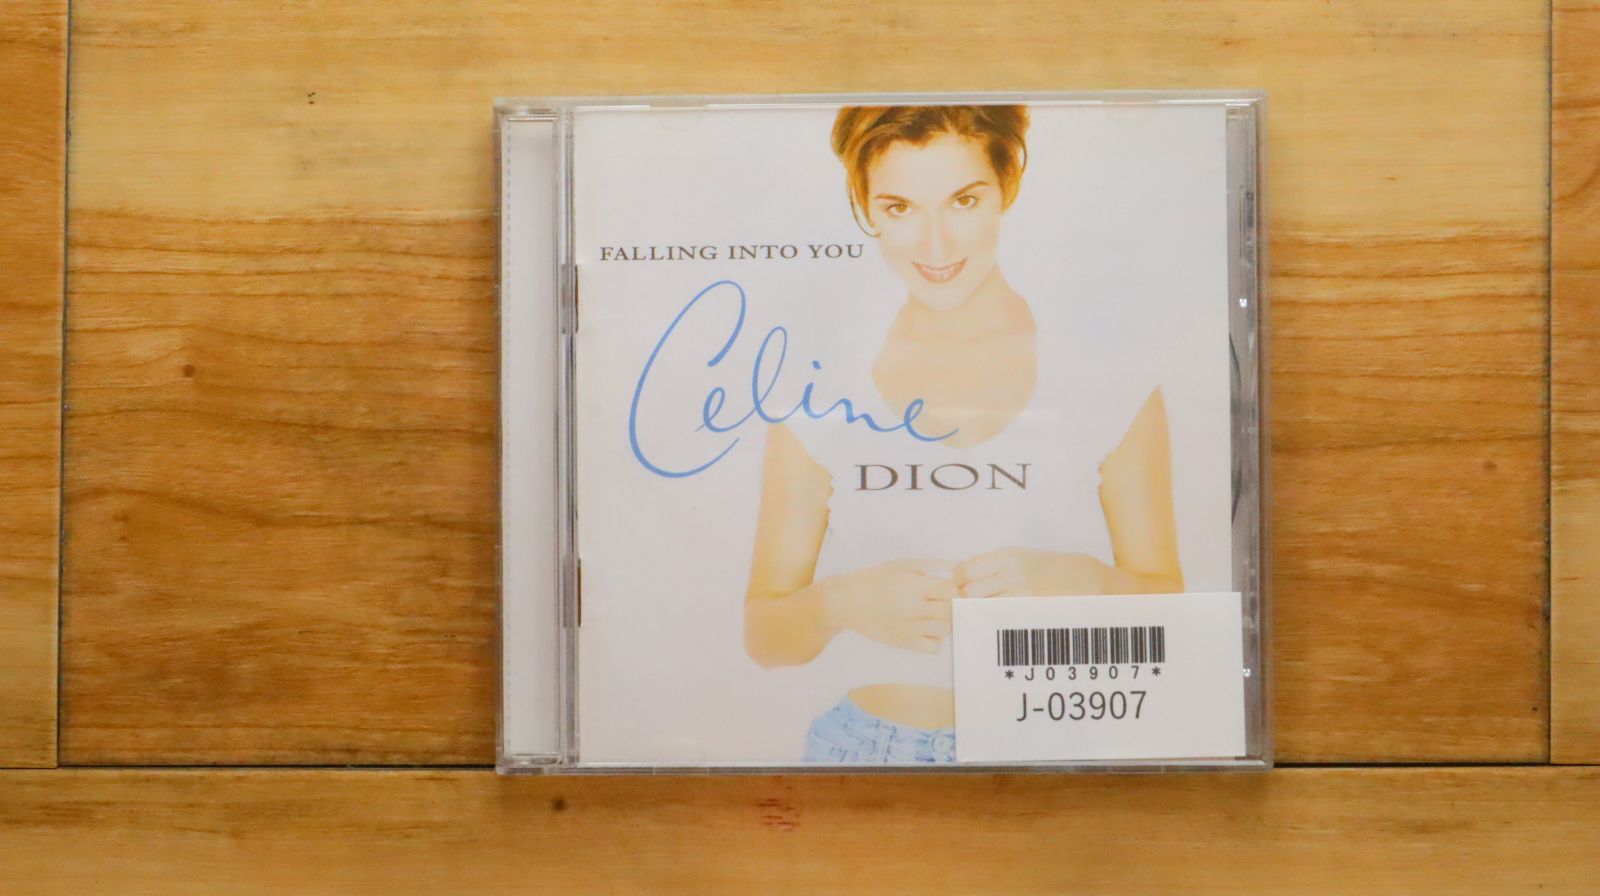 FALLING INTO YOU
Celine
DION
*J03907*
J-03907